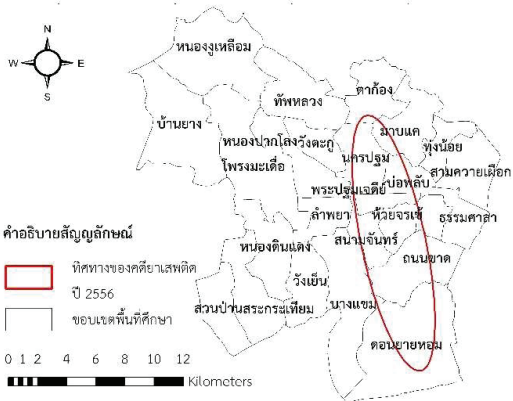 N
W E
S
หนองงูเหลือม
ตาก้อง
ทัพหลวง
บ้านยาง
มาบแค
หนองปากโลง
วังตะกู
ทุ่งน้อย
นครปฐม
โพรงมะเดื่อ
สามควายเผือก
พระปฐมเจดีย์
บ่อพลับ
ลำพยา
ห้วยจรเข้
ธรรมศาลา
สนามจันทร์
หนองดินแดง
ถนนขาด
วังเย็น
สวนป่าน
สระกระเทียม
บางแขม
ดอนยายหอม
คำอธิบายสัญญลักษณ์
ทิศทางของคดียาเสพติด
ปี 2556
ขอบเขตพื้นที่ศึกษา
0 1 2 4 6 8 10 12
Kilometers